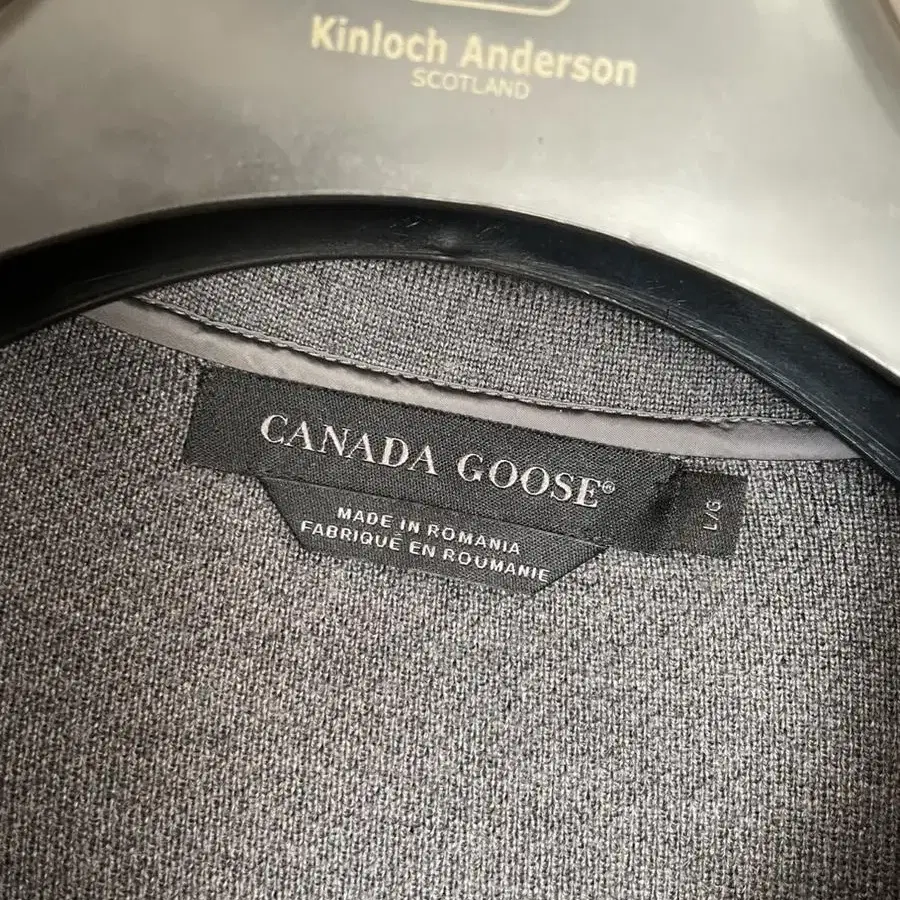 Kinloch Anderson
SCOTLAND
CANADA GOOSE®
L/G
MADE IN ROMANIA
FABRIQUÉ EN ROUMANIE